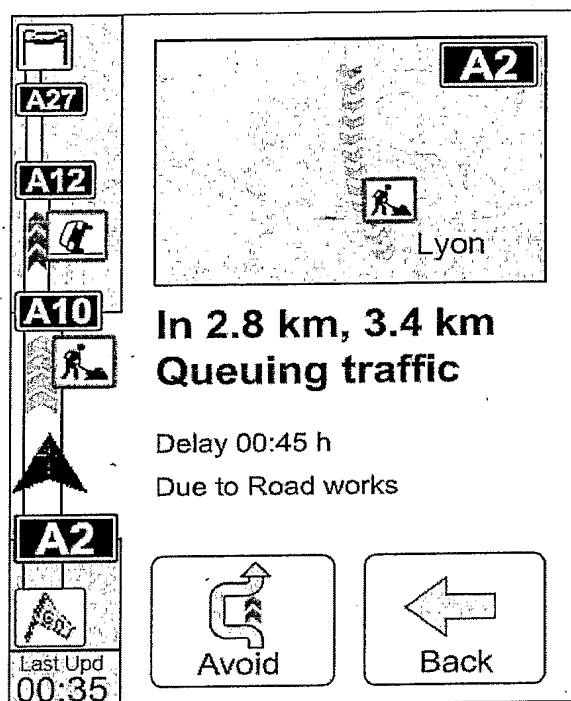 A27
A12
A10
A2
Last Upd
00:35
A2
Lyon
In 2.8 km, 3.4 km
Queuing traffic
Delay 00:45 h
Due to Road works
Avoid
Back